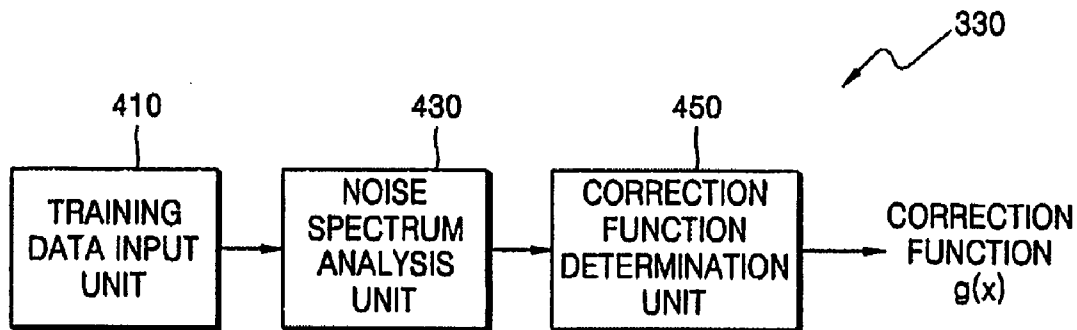 330
410
430
450
TRAINING
DATA INPUT
UNIT
NOISE
SPECTRUM
ANALYSIS
UNIT
CORRECTION
FUNCTION
DETERMINATION
UNIT
CORRECTION
FUNCTION
g(x)